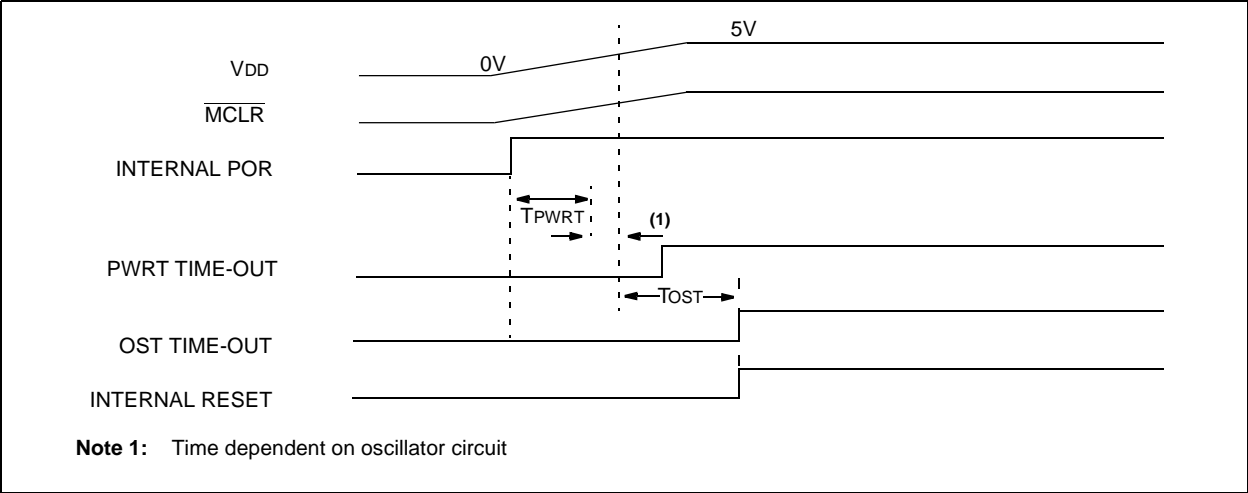 5V
0V
VDD
MCLR
INTERNAL POR
TPWRT
(1)
PWRT TIME-OUT
TOST
OST TIME-OUT
INTERNAL RESET
Note 1: Time dependent on oscillator circuit